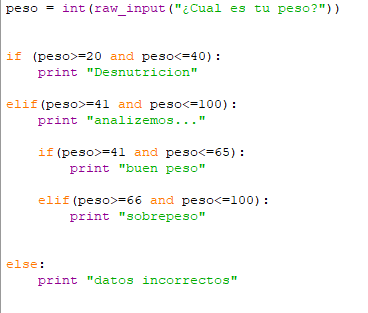 peso = int(raw_input("¿Cual es tu peso?"))
if (peso>=20 and peso<=40):
    print "Desnutricion"
elif(peso>=41 and peso<=100):
    print "analizemos..."
    if(peso>=41 and peso<=65):
        print "buen peso"
    elif(peso>=66 and peso<=100):
        print "sobrepeso"
else:
    print "datos incorrectos"